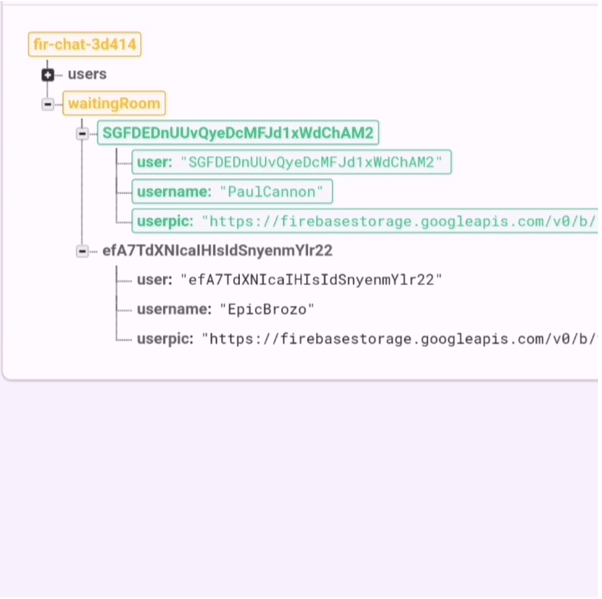 fir-chat-3d414
users
waitingRoom
SGFDEDnUUvQyeDcMFJd1xWdChAM2
user: "SGFDEDnUUvQyeDcMFJd1xWdChAM2"
username: "PaulCannon"
userpic: "https://firebasestorage.googleapis.com/v0/b/
efA7TdXNIcaIHIsIdSnyenmYlr22
user: "efA7TdXNIcaIHIsIdSnyenmYlr22"
username: "EpicBrozo"
userpic: "https://firebasestorage.googleapis.com/v0/b/